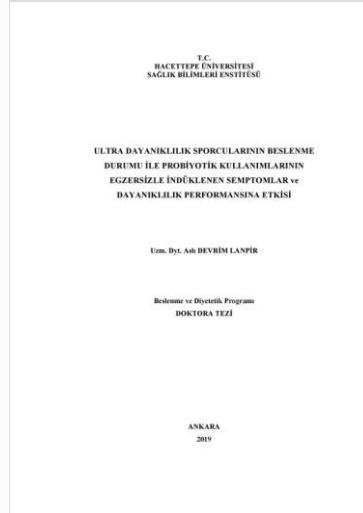 T.C.
HACETTEPE ÜNİVERSİTESİ
SAĞLIK BİLİMLERİ ENSTİTÜSÜ
ULTRA DAYANIKLILIK SPORCULARININ BESLENME
DURUMU İLE PROBİYOTİK KULLANIMLARININ
EGZERSİZLE İNDÜKLENEN SEMPTOMLAR ve
DAYANIKLILIK PERFORMANSINA ETKİSİ
Uzm. Dyt. Aslı DEVRİM LANPİR
Beslenme ve Diyetetik Programı
DOKTORA TEZİ
ANKARA
2019